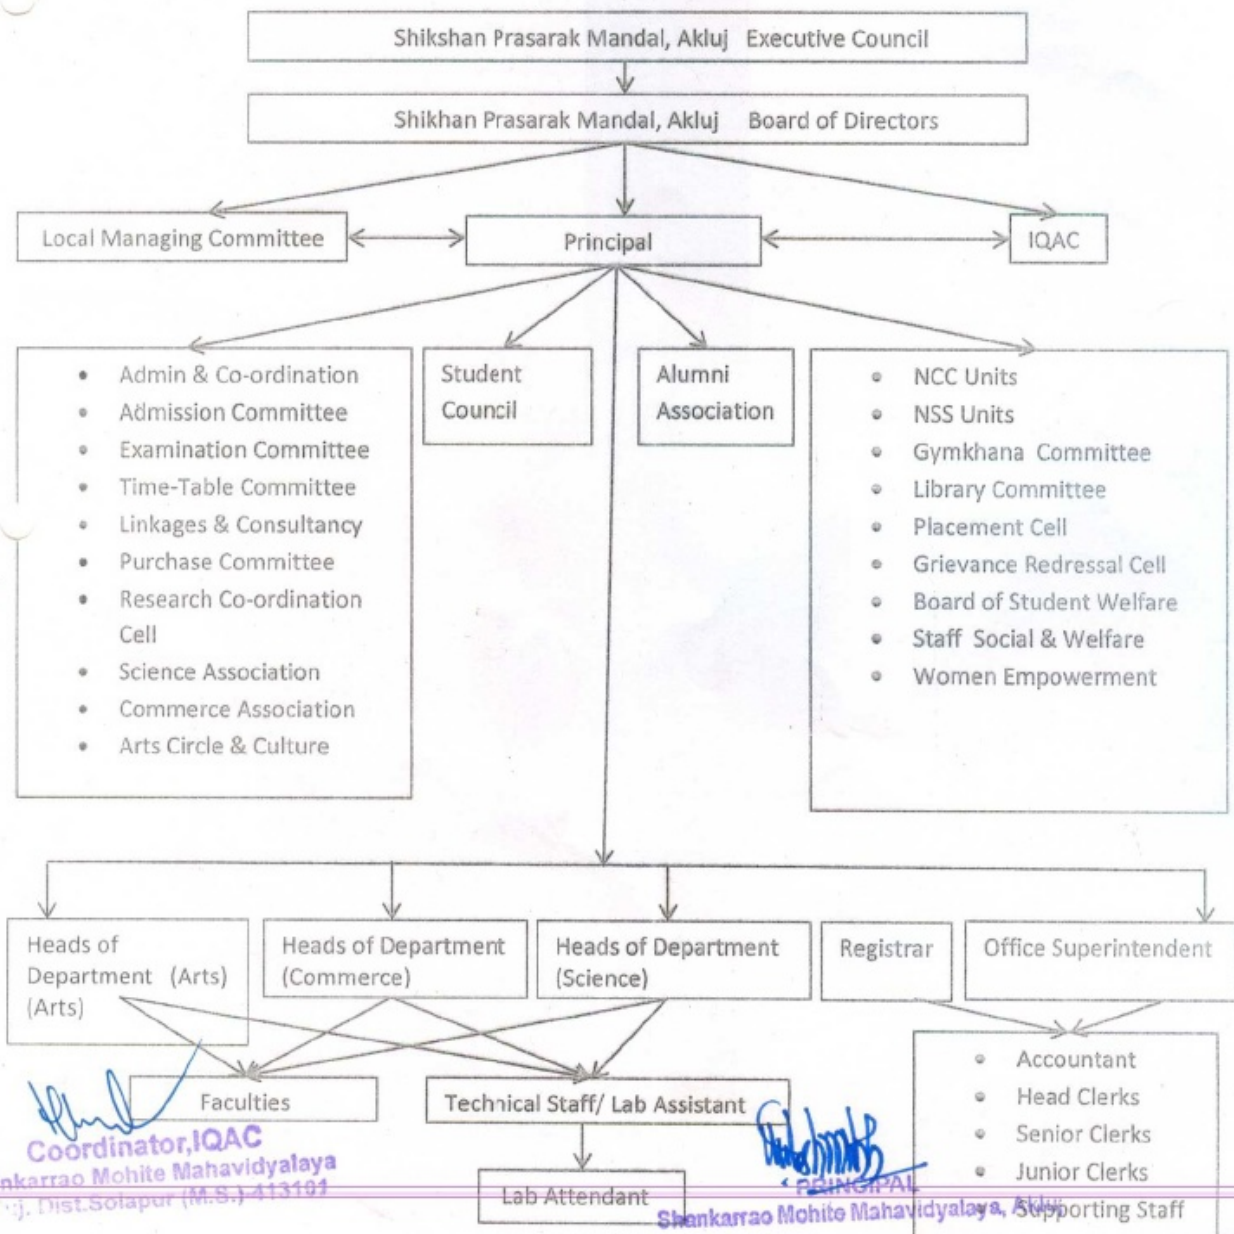 Shikshan Prasarak Mandal, Akluj Executive Council
Shikhan Prasarak Mandal, Akluj Board of Directors
Local Managing Committee
Principal
IQAC
Admin & Co-ordination
Admission Committee
Examination Committee
Time-Table Committee
Linkages & Consultancy
Purchase Committee
Research Co-ordination
Cell
Science Association
Commerce Association
Arts Circle & Culture
Student
Council
Alumni
Association
NCC Units
NSS Units
Gymkhana Committee
Library Committee
Placement Cell
Grievance Redressal Cell
Board of Student Welfare
Staff Social & Welfare
Women Empowerment
Heads of
Department (Arts)
(Arts)
Heads of Department
(Commerce)
Heads of Department
(Science)
Registrar
Office Superintendent
Faculties
Technical Staff/ Lab Assistant
Lab Attendant
Accountant
Head Clerks
Senior Clerks
Junior Clerks
Supporting Staff
Coordinator,IQAC
nkarrao Mohite Mahavidyalaya
Dist.Solapur (M.S.)-413101
PRINCIPAL
Shankarrao Mohite Mahavidyalaya, Akluj